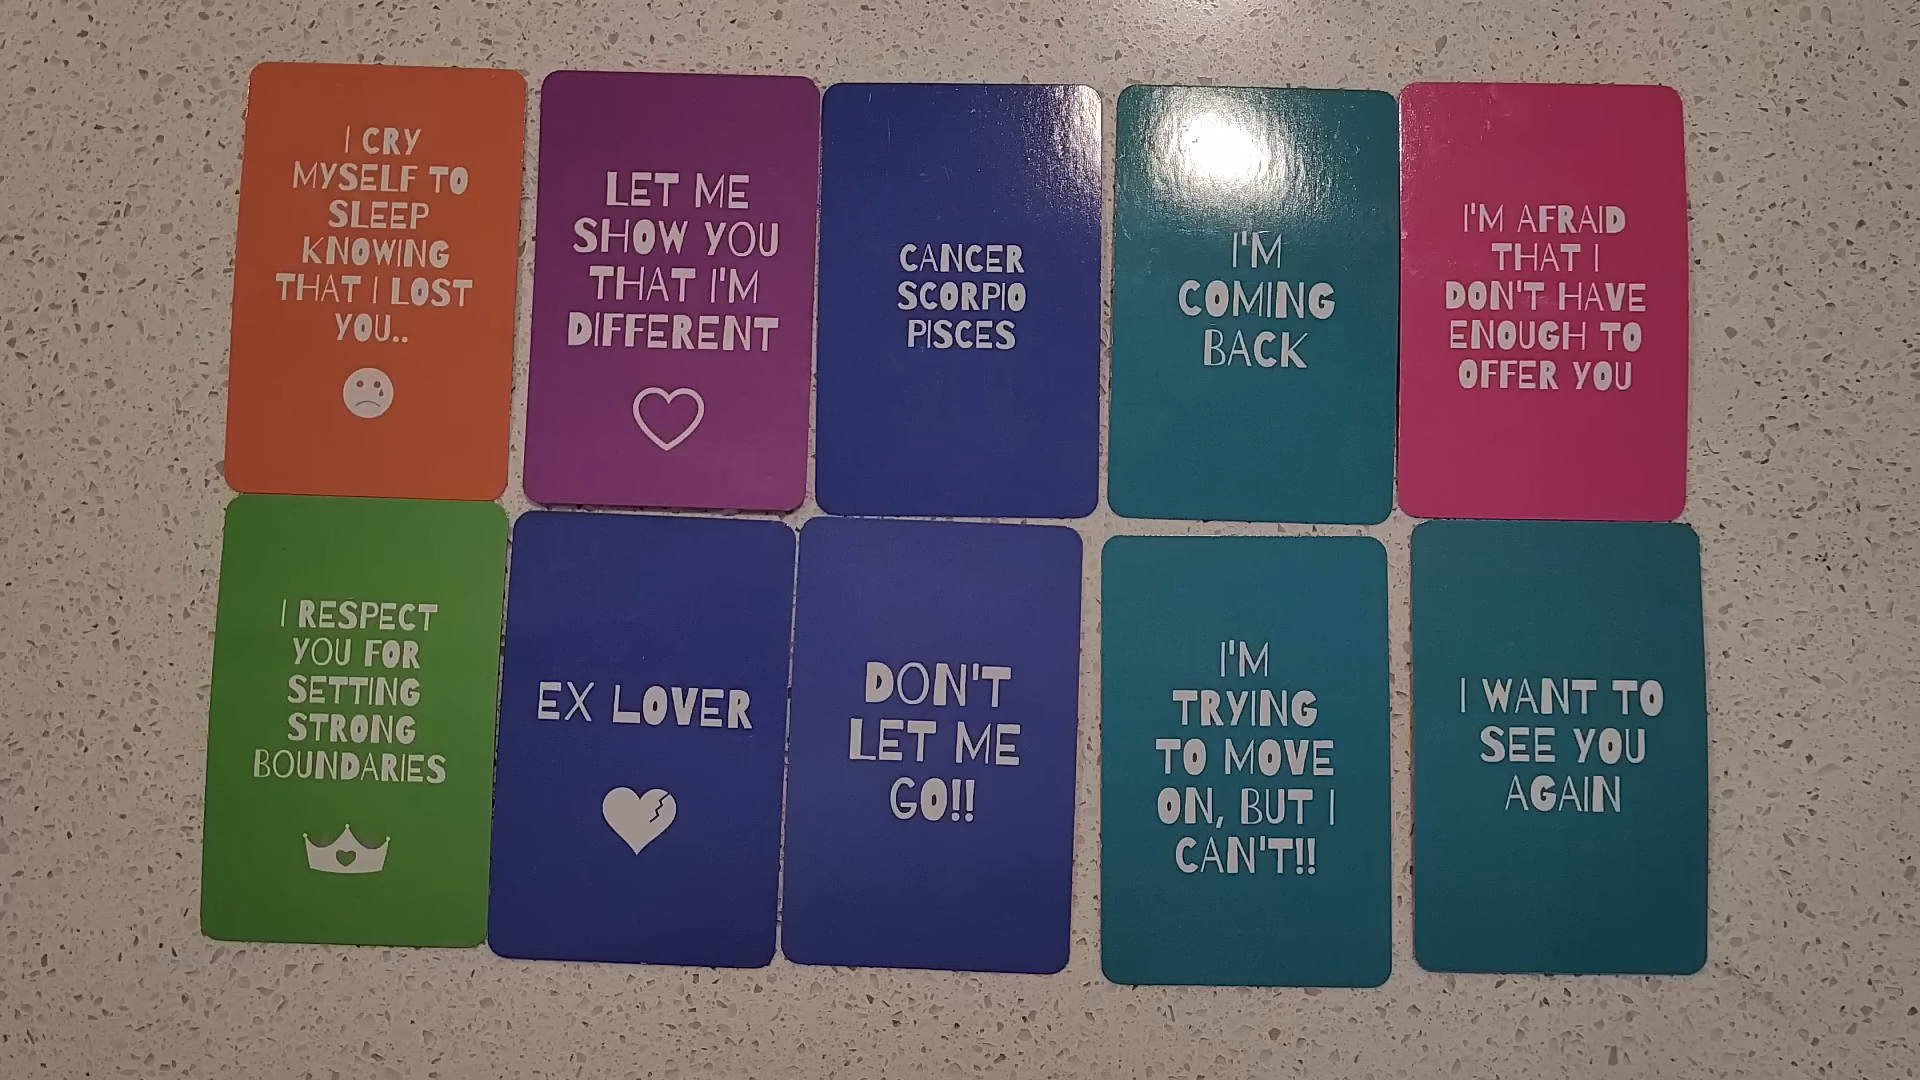 I CRY
MYSELF TO
SLEEP
KNOWING
THAT I LOST
YOU..
LET ME
SHOW YOU
THAT I'M
DIFFERENT
CANCER
SCORPIO
PISCES
I'M
COMING
BACK
I'M AFRAID
THAT I
DON'T HAVE
ENOUGH TO
OFFER YOU
I RESPECT
YOU FOR
SETTING
STRONG
BOUNDARIES
EX LOVER
DON'T
LET ME
GO!!
I'M
TRYING
TO MOVE
ON, BUT I
CAN'T!!
I WANT TO
SEE YOU
AGAIN